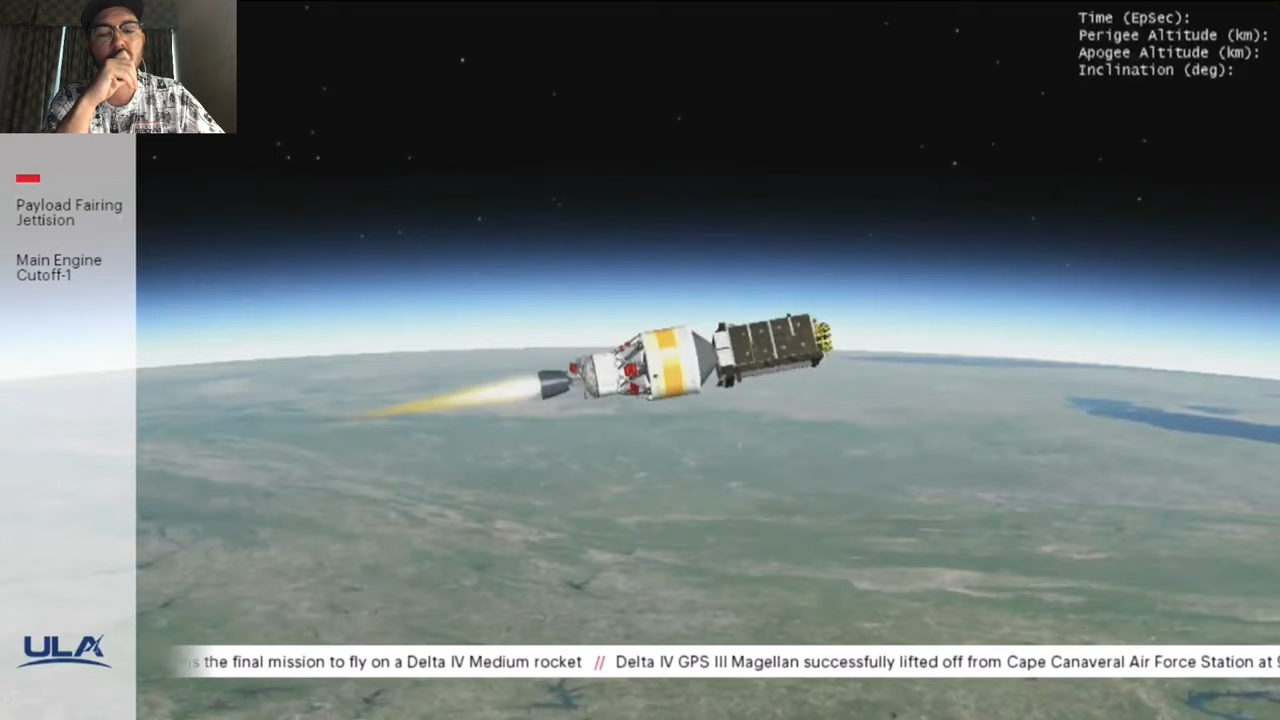 Time (EpSec):
Perigee Altitude (km):
Apogee Altitude (km):
Inclination (deg):
Payload Fairing
Jettision
Main Engine
Cutoff-1
ULA
is the final mission to fly on a Delta IV Medium rocket // Delta IV GPS III Magellan successfully lifted off from Cape Canaveral Air Force Station at